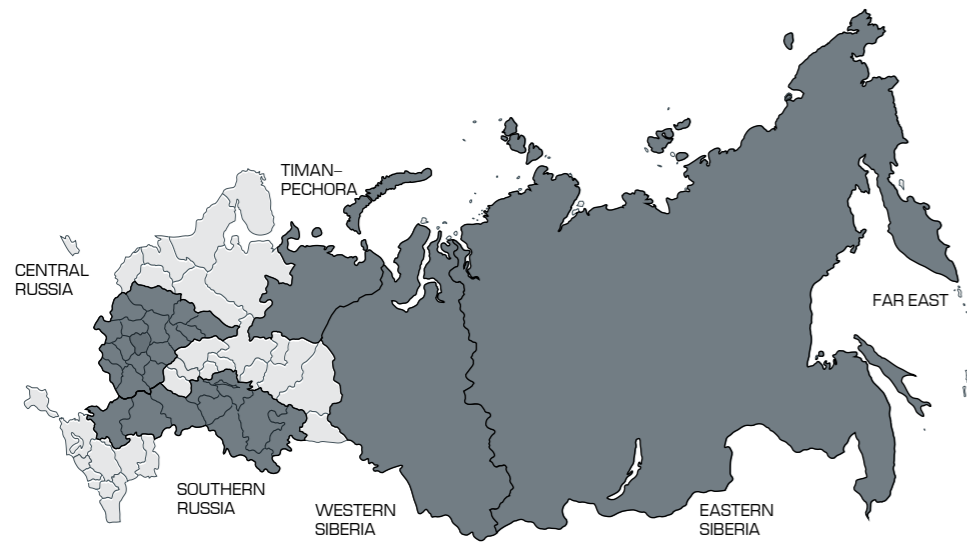 TIMAN–
PECHORA
CENTRAL
RUSSIA
FAR EAST
SOUTHERN
RUSSIA
WESTERN
SIBERIA
EASTERN
SIBERIA